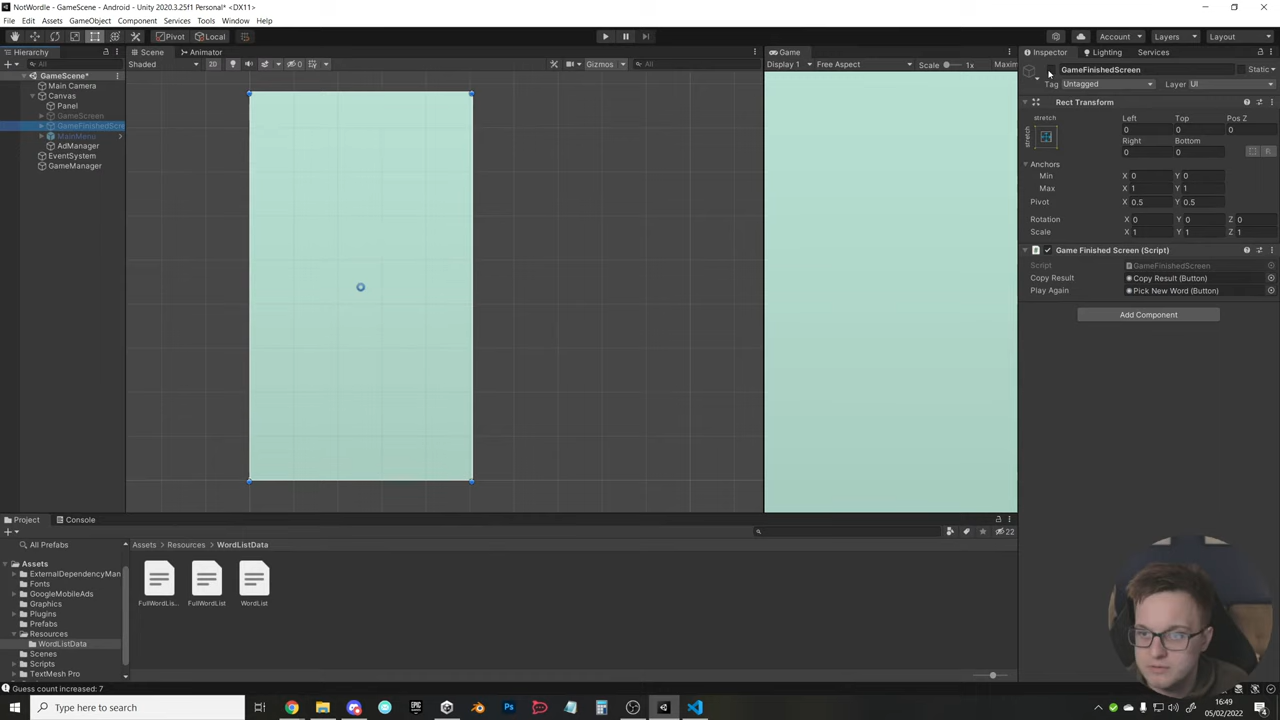 NotWordle - GameScene - Android - Unity 2020.3.25f1 Personal* <DX11>
File Edit Assets GameObject Component Services Tools Window Help
Pivot Local Account Layers Layout
Hierarchy Scene Animator Game Inspector Lighting Services
All Shaded 2D 0 Gizmos All Display 1 Free Aspect Scale 1x Maxim
GameFinishedScreen Static
Tag Untagged Layer UI
GameScene*
Main Camera
Canvas
Panel
GameScreen
GameFinishedScre
MainMenu
AdManager
EventSystem
GameManager
Rect Transform
stretch
stretch
Left Top Pos Z
0 0 0
Right Bottom
0 0 R
Anchors
Min X 0 Y 0
Max X 1 Y 1
Pivot X 0.5 Y 0.5
Rotation X 0 Y 0 Z 0
Scale X 1 Y 1 Z 1
Game Finished Screen (Script)
Script GameFinishedScreen
Copy Result Copy Result (Button)
Play Again Pick New Word (Button)
Add Component
Project Console
22
All Prefabs
Assets > Resources > WordListData
Assets
ExternalDependencyMan
Fonts
GoogleMobileAds
Graphics
Plugins
Prefabs
Resources
WordListData
Scenes
Scripts
TextMesh Pro
FullWordLis... FullWordList WordList
Guess count increased: 7
Type here to search
16:49
05/02/2022
4